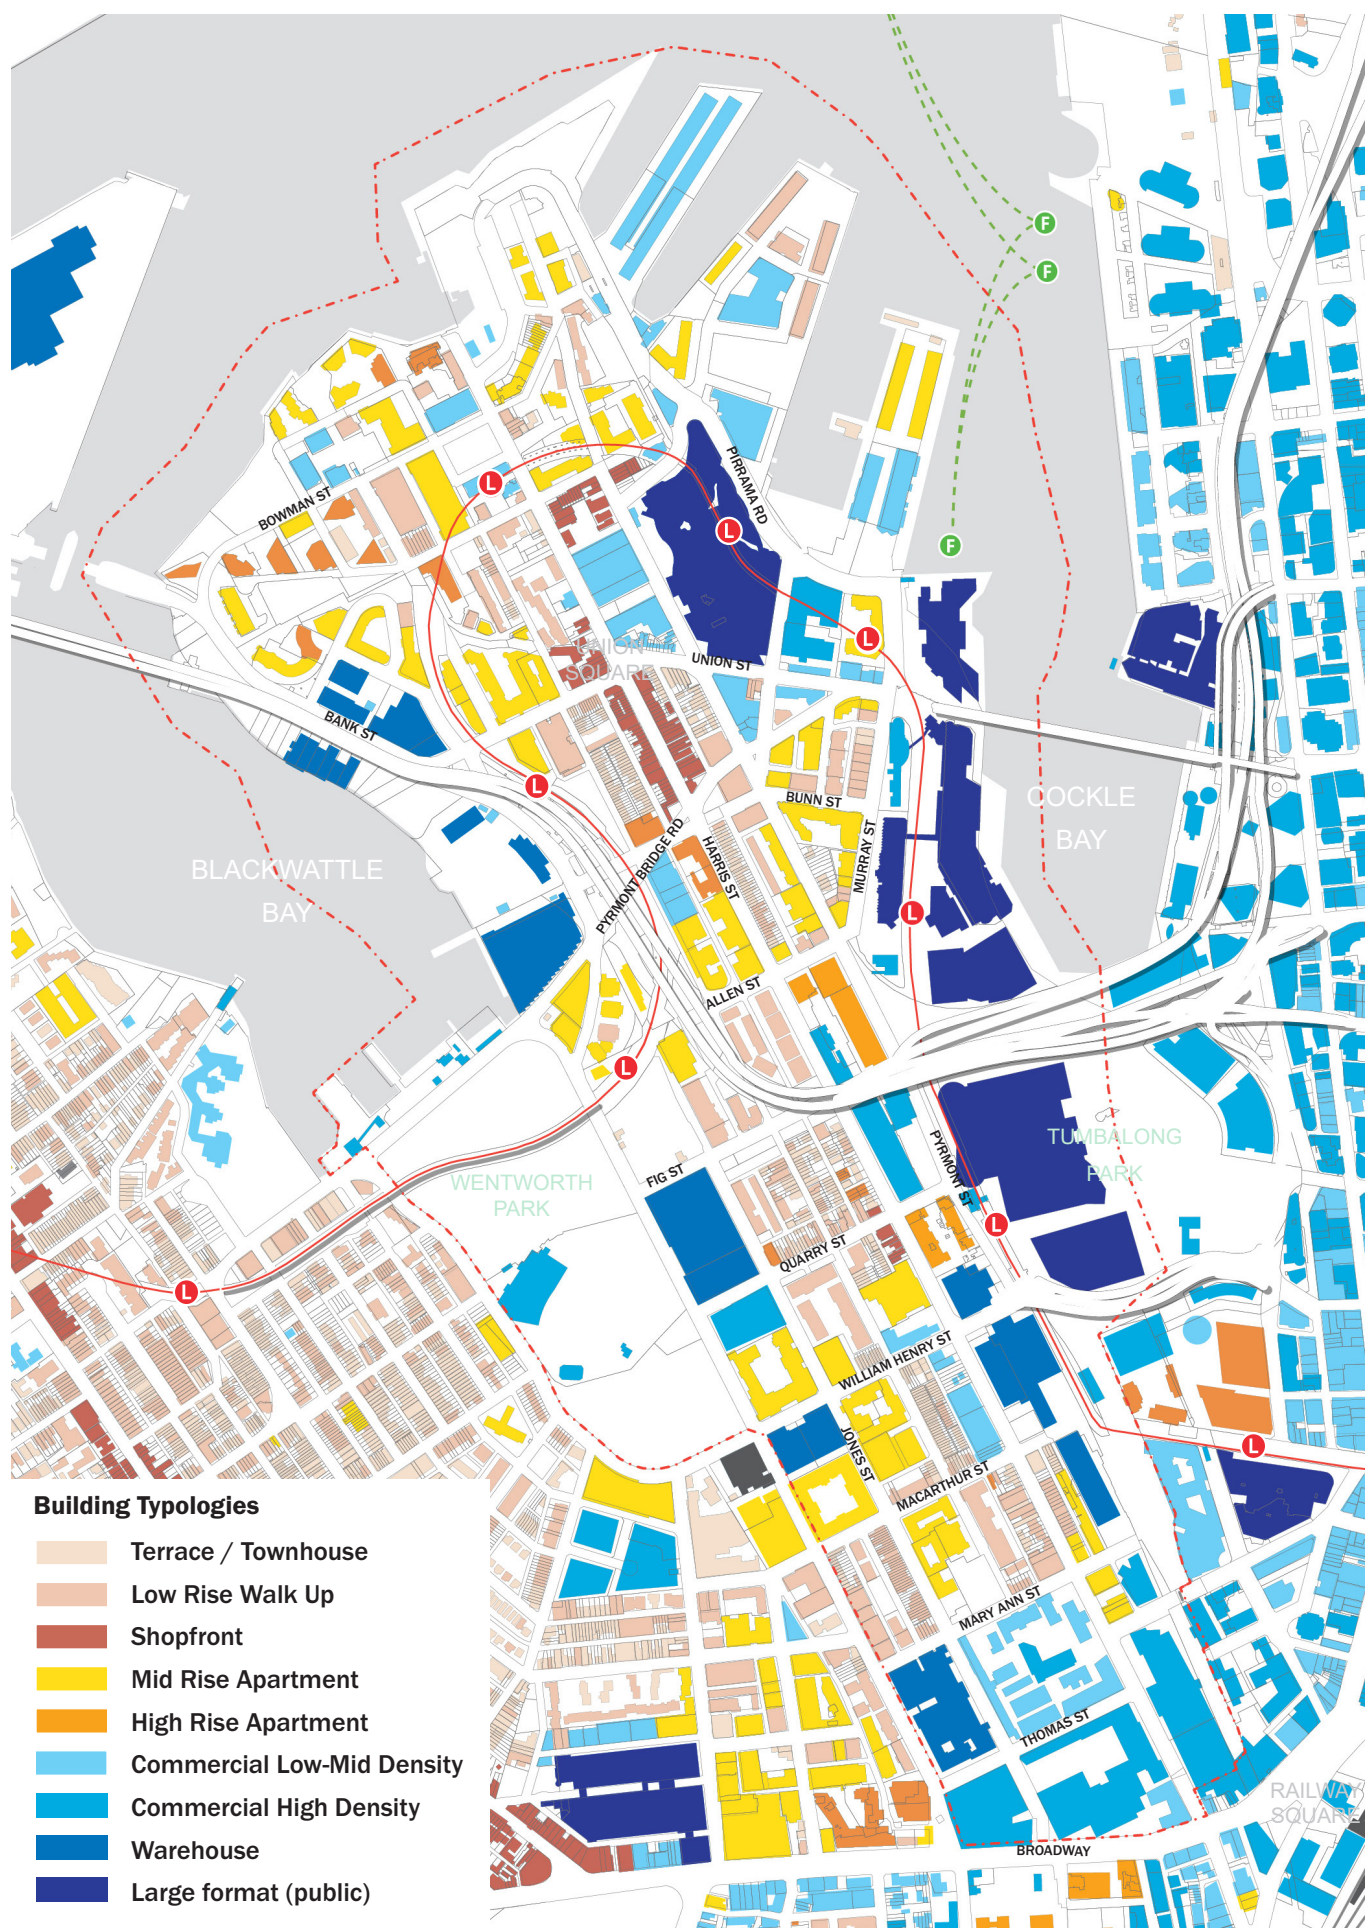 F
F
PIRRAMA RD
L
BOWMAN ST
L
F
L
UNION
SQUARE
UNION ST
BANK ST
L
BUNN ST
COCKLE
BAY
PYRMONT BRIDGE RD
HARRIS ST
MURRAY ST
BLACKWATTLE
BAY
L
ALLEN ST
L
PYRMONT ST
TUMBALONG
PARK
FIG ST
WENTWORTH
PARK
L
QUARRY ST
L
WILLIAM HENRY ST
JONES ST
L
MACARTHUR ST
MARY ANN ST
THOMAS ST
RAILWAY
SQUARE
BROADWAY
Building Typologies
Terrace / Townhouse
Low Rise Walk Up
Shopfront
Mid Rise Apartment
High Rise Apartment
Commercial Low-Mid Density
Commercial High Density
Warehouse
Large format (public)